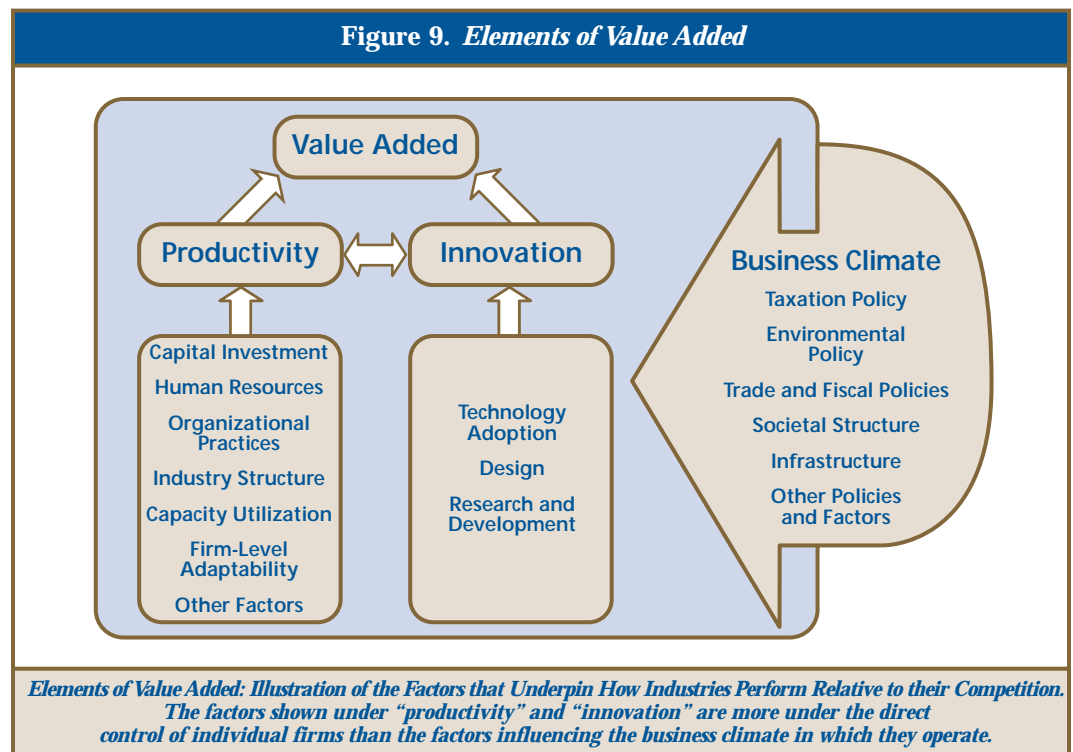 Figure 9. Elements of Value Added
Value Added
Productivity
Innovation
Capital Investment
Human Resources
Organizational
Practices
Industry Structure
Capacity Utilization
Firm-Level
Adaptability
Other Factors
Technology
Adoption
Design
Research and
Development
Business Climate
Taxation Policy
Environmental
Policy
Trade and Fiscal Policies
Societal Structure
Infrastructure
Other Policies
and Factors
Elements of Value Added: Illustration of the Factors that Underpin How Industries Perform Relative to their Competition.
The factors shown under “productivity” and “innovation” are more under the direct
control of individual firms than the factors influencing the business climate in which they operate.